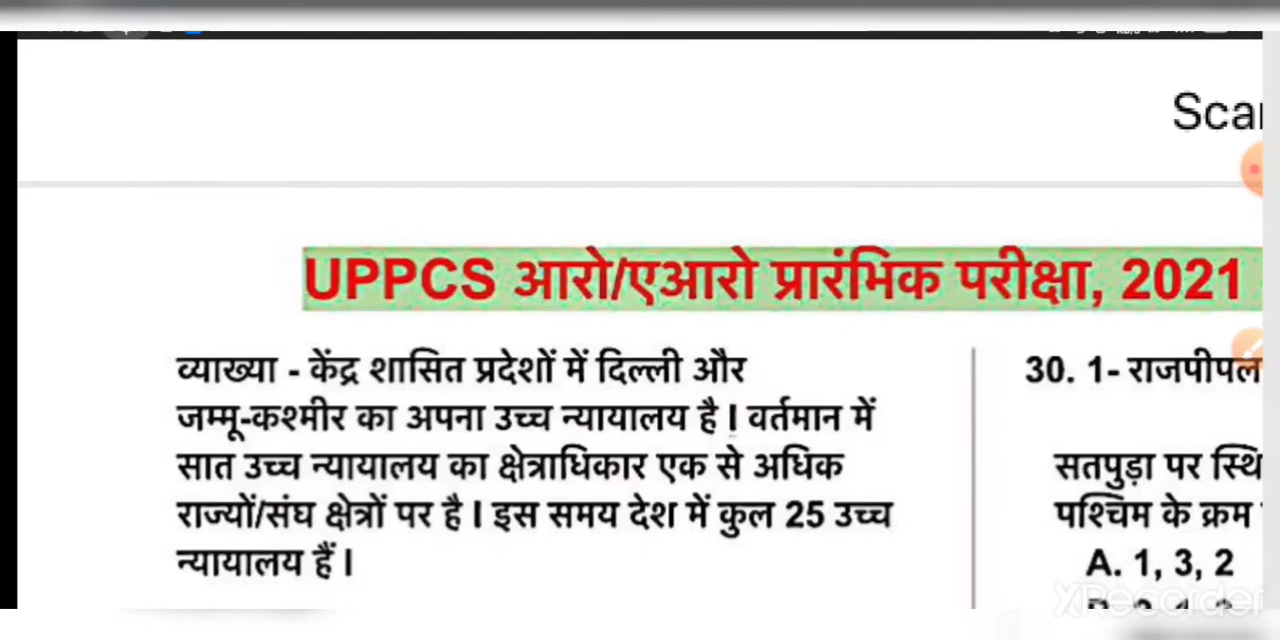 UPPCS आरो/एआरो प्रारंभिक परीक्षा, 2021
व्याख्या - केंद्र शासित प्रदेशों में दिल्ली और
जम्मू-कश्मीर का अपना उच्च न्यायालय है I वर्तमान में
सात उच्च न्यायालय का क्षेत्राधिकार एक से अधिक
राज्यों/संघ क्षेत्रों पर है I इस समय देश में कुल 25 उच्च
न्यायालय हैं I
30. 1- राजपीपल
सतपुड़ा पर
पश्चिम के क्रम
A. 1, 3, 2
XRecorder